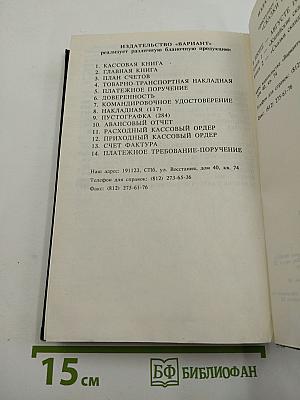 ИЗДАТЕЛЬСТВО «ВАРИАНТ»
реализует различную бланочную продукцию:
1. КАССОВАЯ КНИГА
2. ГЛАВНАЯ КНИГА
3. ПЛАН СЧЕТОВ
4. ТОВАРНО-ТРАНСПОРТНАЯ НАКЛАДНАЯ
5. ПЛАТЕЖНОЕ ПОРУЧЕНИЕ
6. ДОВЕРЕННОСТЬ
7. КОМАНДИРОВОЧНОЕ УДОСТОВЕРЕНИЕ
8. НАКЛАДНАЯ (117)
9. ПУСТОГРАФКА (284)
10. АВАНСОВЫЙ ОТЧЕТ
11. РАСХОДНЫЙ КАССОВЫЙ ОРДЕР
12. ПРИХОДНЫЙ КАССОВЫЙ ОРДЕР
13. СЧЕТ ФАКТУРА
14. ПЛАТЕЖНОЕ ТРЕБОВАНИЕ-ПОРУЧЕНИЕ
Наш адрес: 191123, СПб, ул. Восстания, дом 40, кв. 74
Телефон для справок: (812) 273-65-36
Факс: (812) 275-61-76
15 см
БФ БИБЛИОФАН